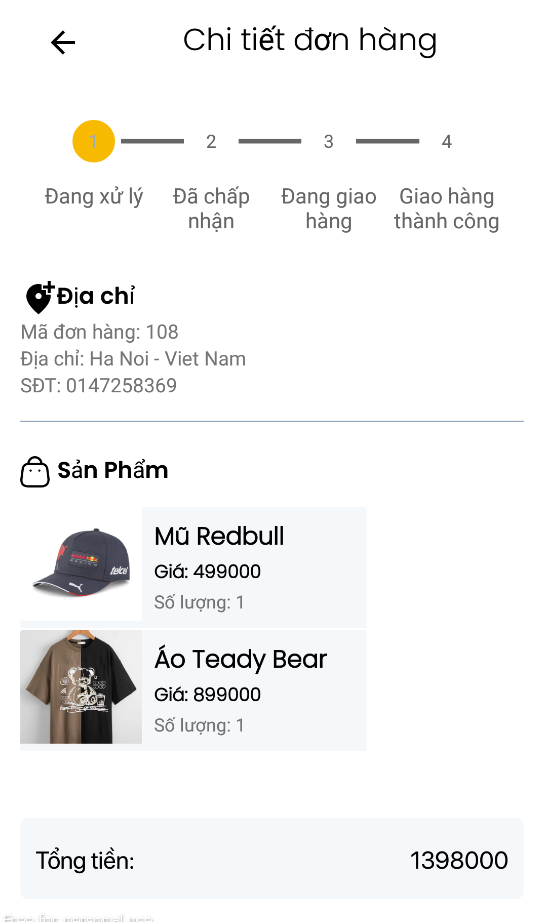 Chi tiết đơn hàng
1 2 3 4
Đang xử lý
Đã chấp nhận
Đang giao hàng
Giao hàng thành công
Địa chỉ
Mã đơn hàng: 108
Địa chỉ: Ha Noi - Viet Nam
SĐT: 0147258369
Sản Phẩm
telcel
Mũ Redbull
Giá: 499000
Số lượng: 1
Áo Teady Bear
Giá: 899000
Số lượng: 1
Tổng tiền: 1398000